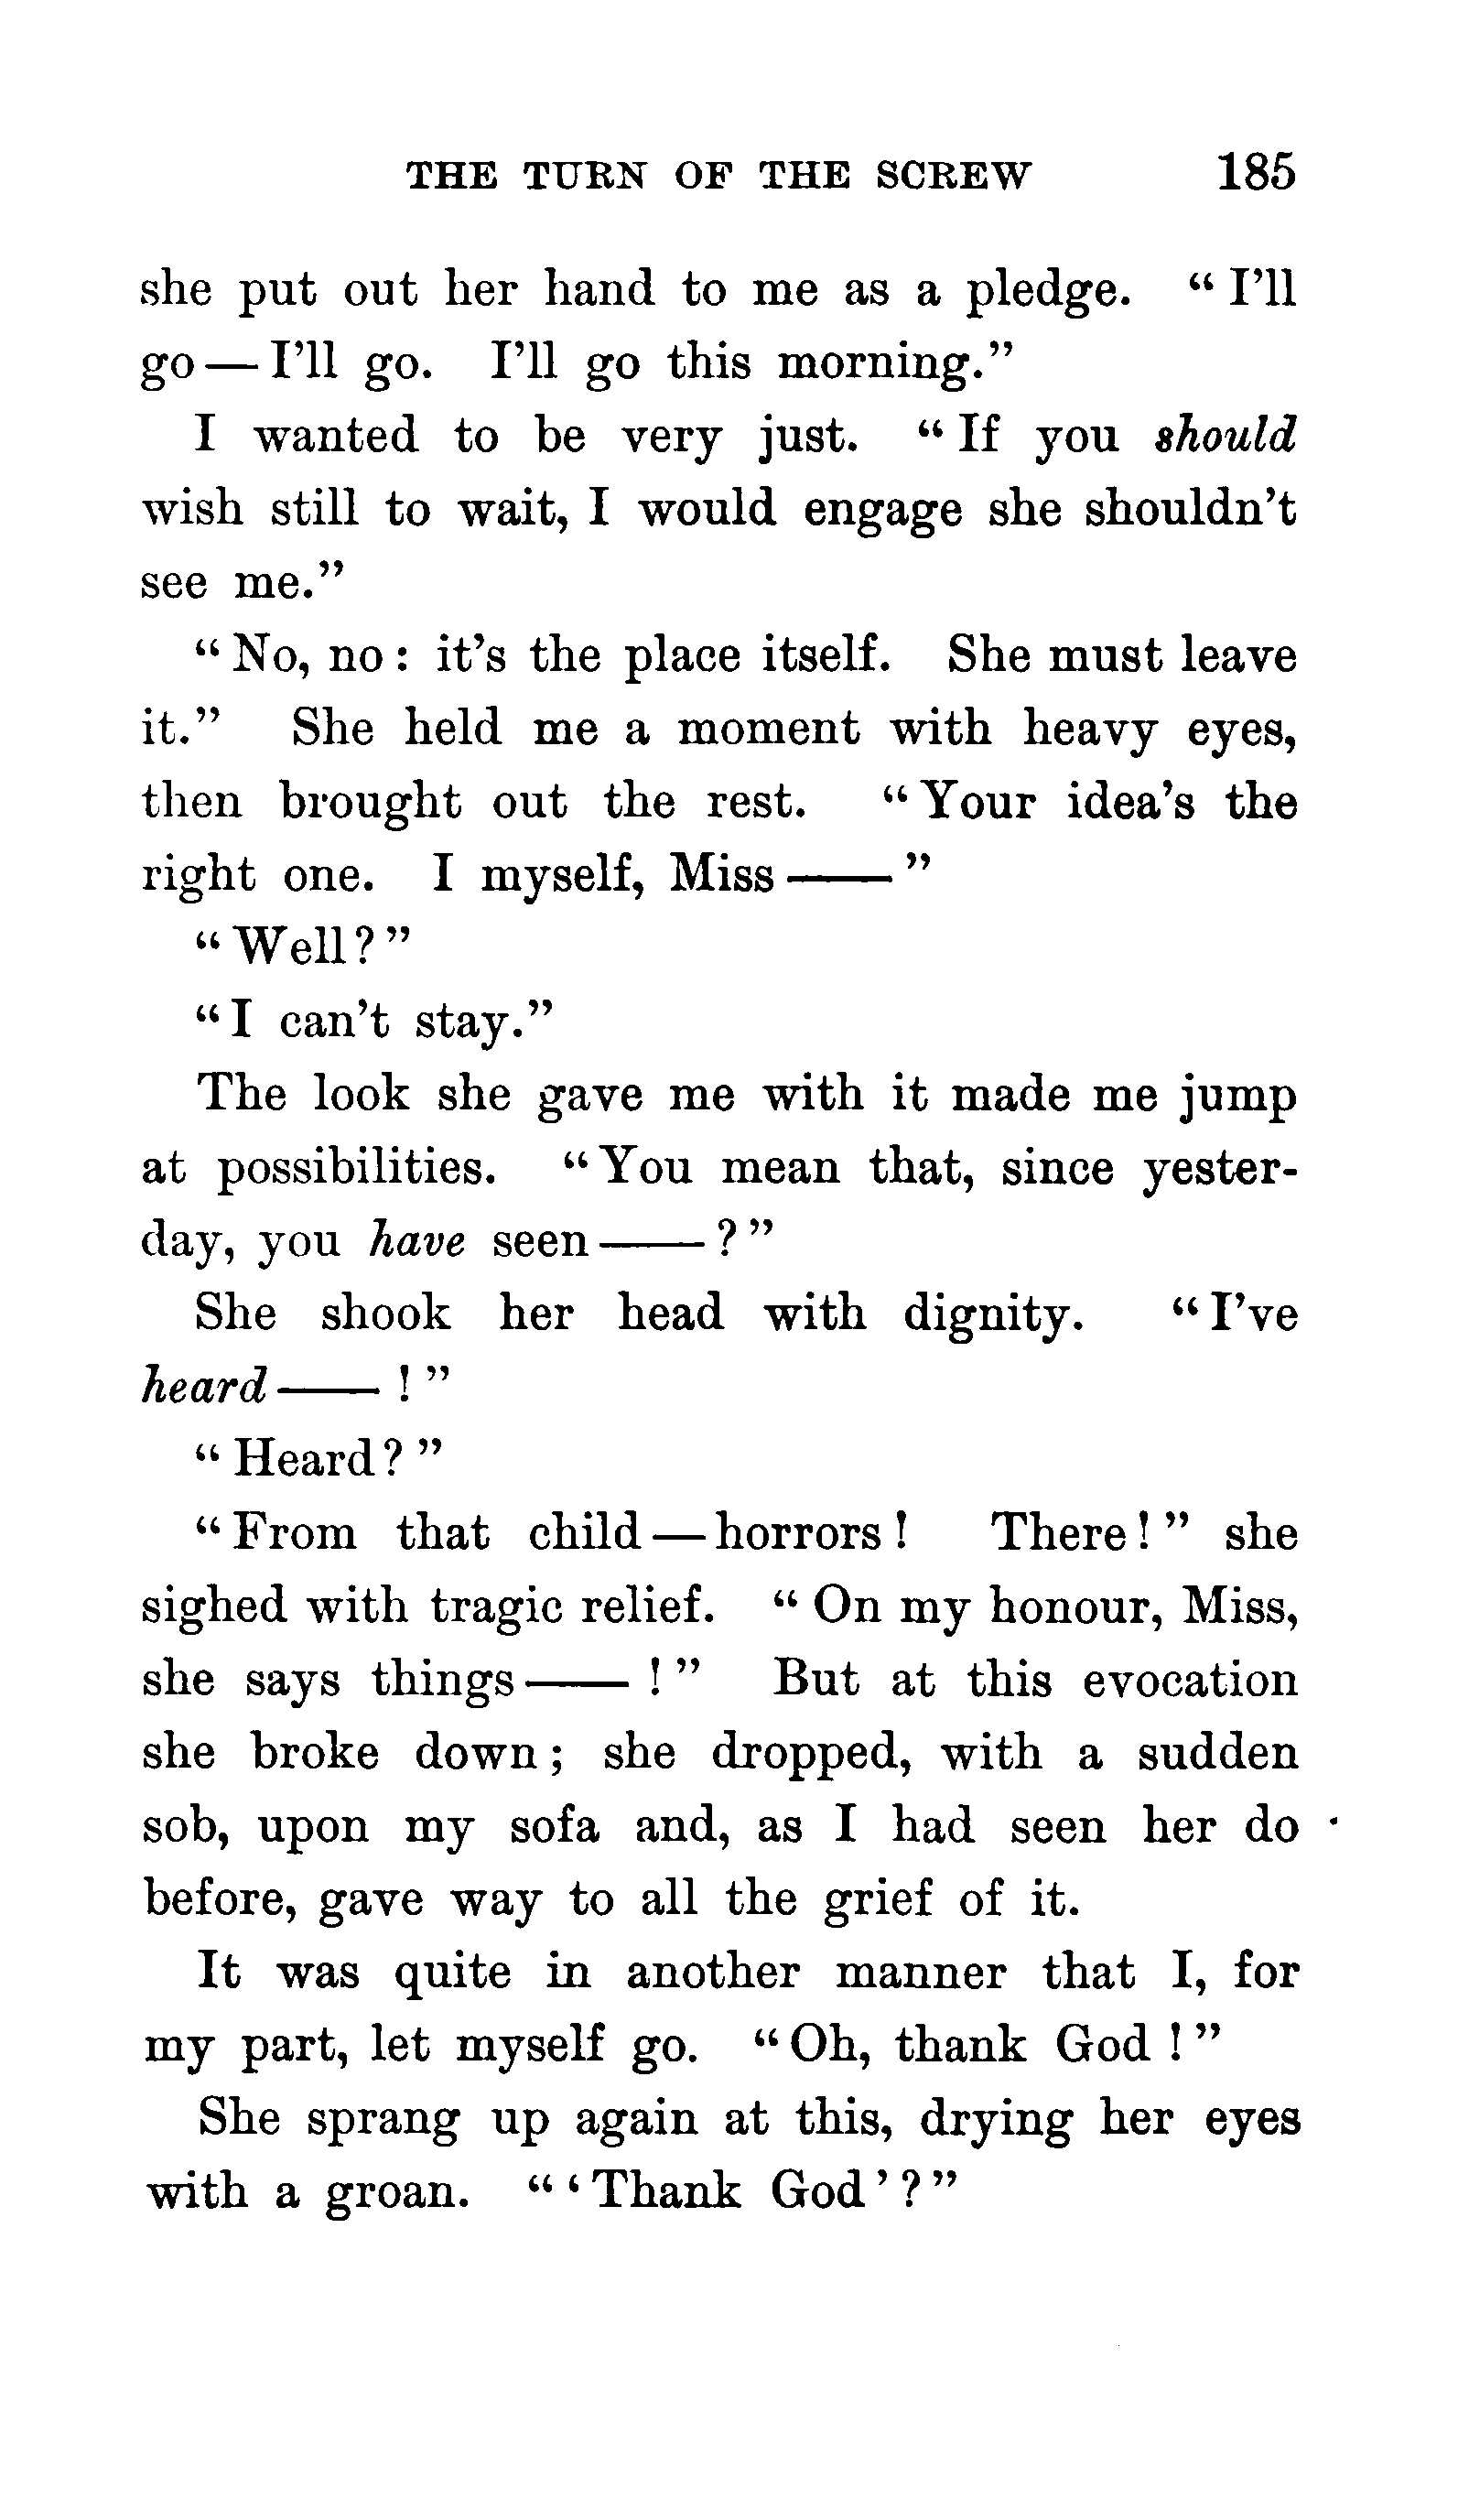 THE TURN OF THE SCREW 185
she put out her hand to me as a pledge. “I’ll
go—I’ll go. I’ll go this morning.”
I wanted to be very just. “If you should
wish still to wait, I would engage she shouldn’t
see me.”
“No, no: it’s the place itself. She must leave
it.” She held me a moment with heavy eyes,
then brought out the rest. “Your idea’s the
right one. I myself, Miss——”
“Well?”
“I can’t stay.”
The look she gave me with it made me jump
at possibilities. “You mean that, since yester-
day, you have seen——?”
She shook her head with dignity. “I’ve
heard——!”
“Heard?”
“From that child—horrors! There!” she
sighed with tragic relief. “On my honour, Miss,
she says things——!” But at this evocation
she broke down; she dropped, with a sudden
sob, upon my sofa and, as I had seen her do
before, gave way to all the grief of it.
It was quite in another manner that I, for
my part, let myself go. “Oh, thank God!”
She sprang up again at this, drying her eyes
with a groan. “‘Thank God’?”